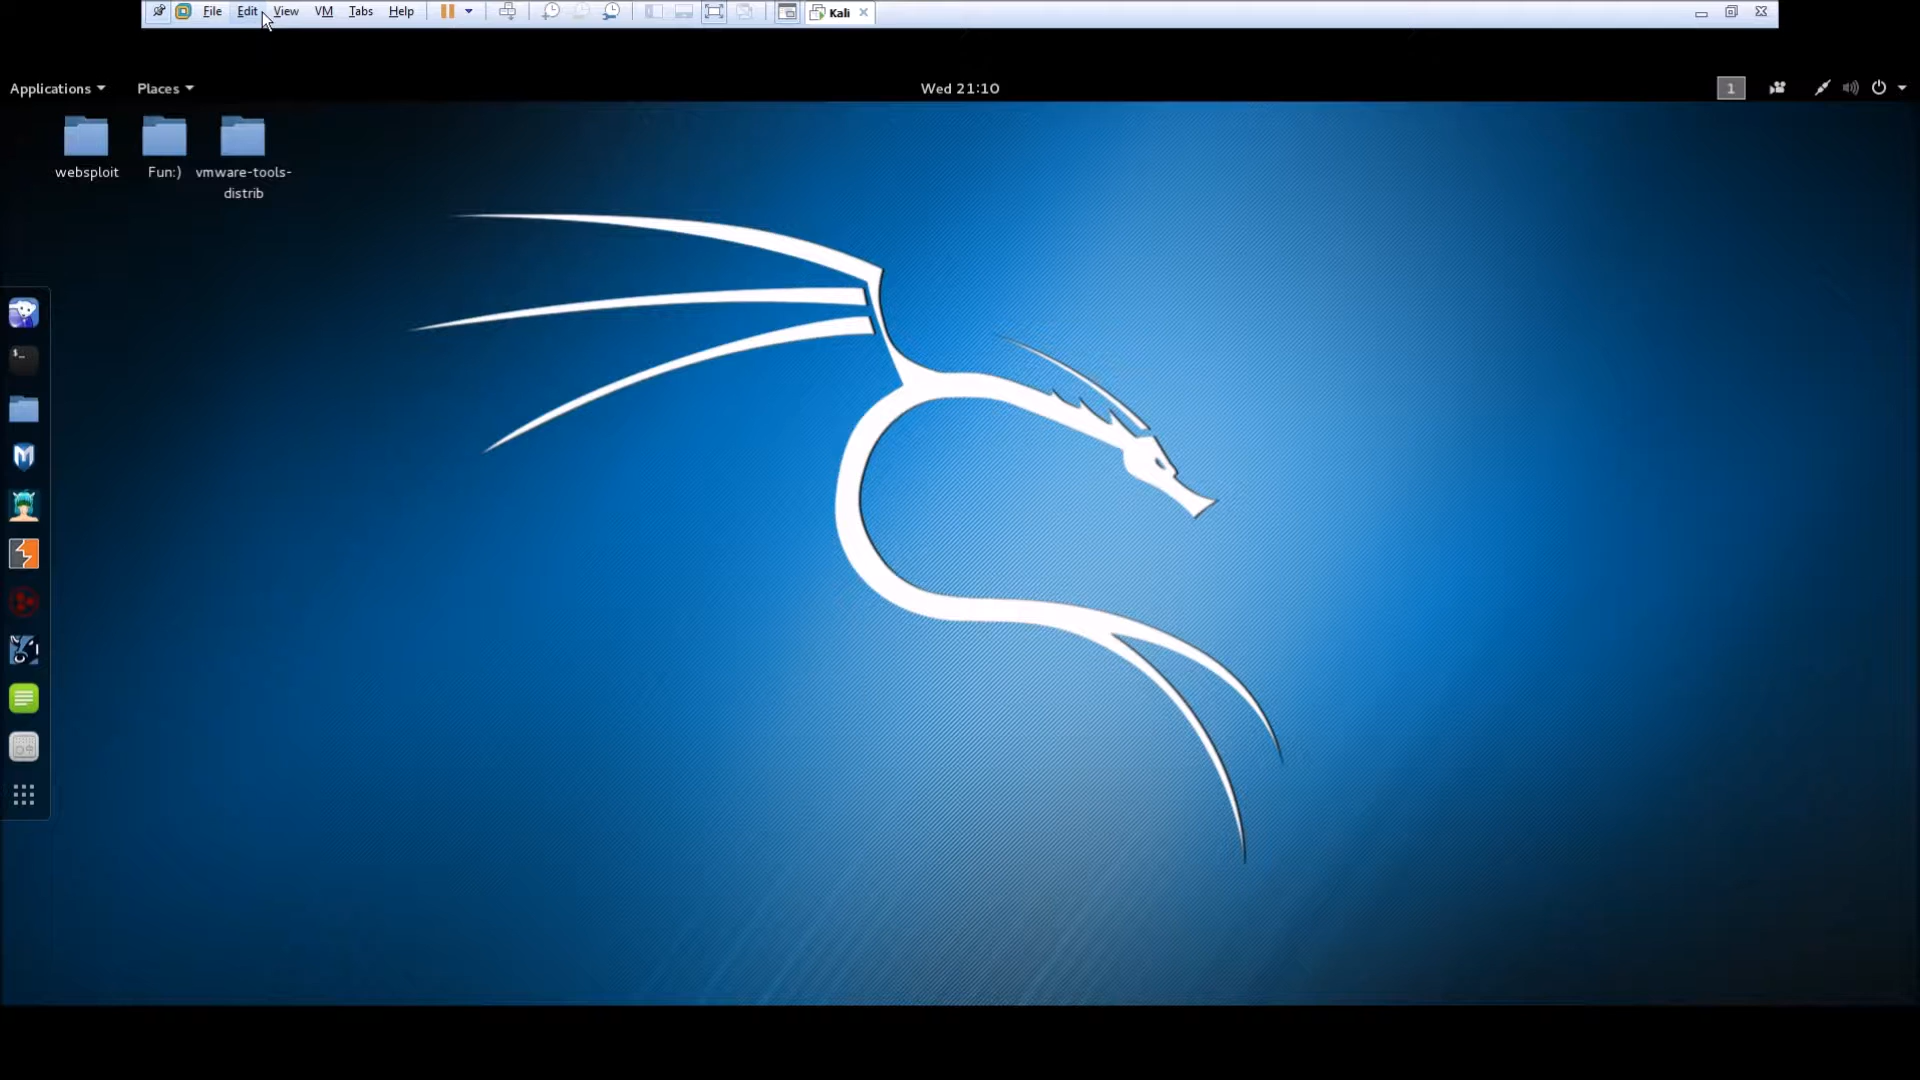 File Edit View VM Tabs Help Kali
Applications Places Wed 21:10 1
websploit Fun:) vmware-tools-
distrib